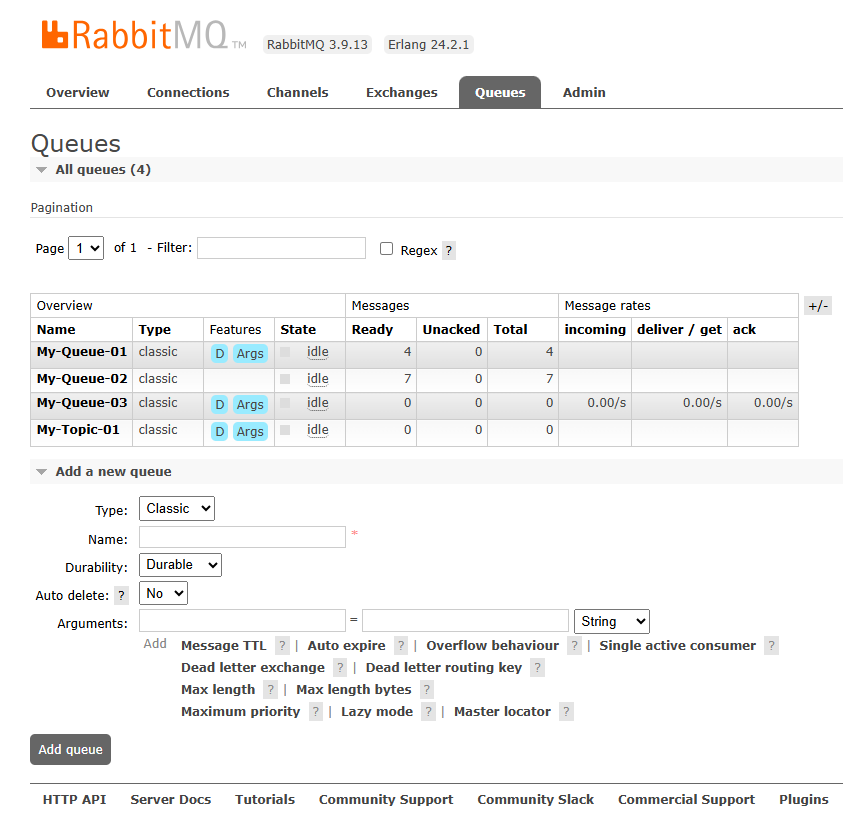 RabbitMQ TM RabbitMQ 3.9.13 Erlang 24.2.1
Overview Connections Channels Exchanges Queues Admin
Queues
All queues (4)
Pagination
Page 1 of 1 - Filter: Regex ?
Overview Messages Message rates +/-
Name Type Features State Ready Unacked Total incoming deliver / get ack
My-Queue-01 classic D Args idle 4 0 4
My-Queue-02 classic idle 7 0 7
My-Queue-03 classic D Args idle 0 0 0 0.00/s 0.00/s 0.00/s
My-Topic-01 classic D Args idle 0 0 0
Add a new queue
Type: Classic
Name: *
Durability: Durable
Auto delete: ? No
Arguments: = String
Add Message TTL ? | Auto expire ? | Overflow behaviour ? | Single active consumer ?
Dead letter exchange ? | Dead letter routing key ?
Max length ? | Max length bytes ?
Maximum priority ? | Lazy mode ? | Master locator ?
Add queue
HTTP API Server Docs Tutorials Community Support Community Slack Commercial Support Plugins